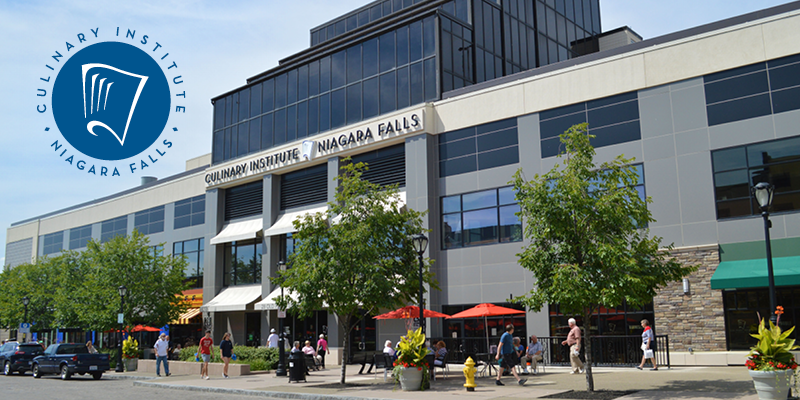 CULINARY INSTITUTE
• NIAGARA FALLS •
CULINARY INSTITUTE NIAGARA FALLS